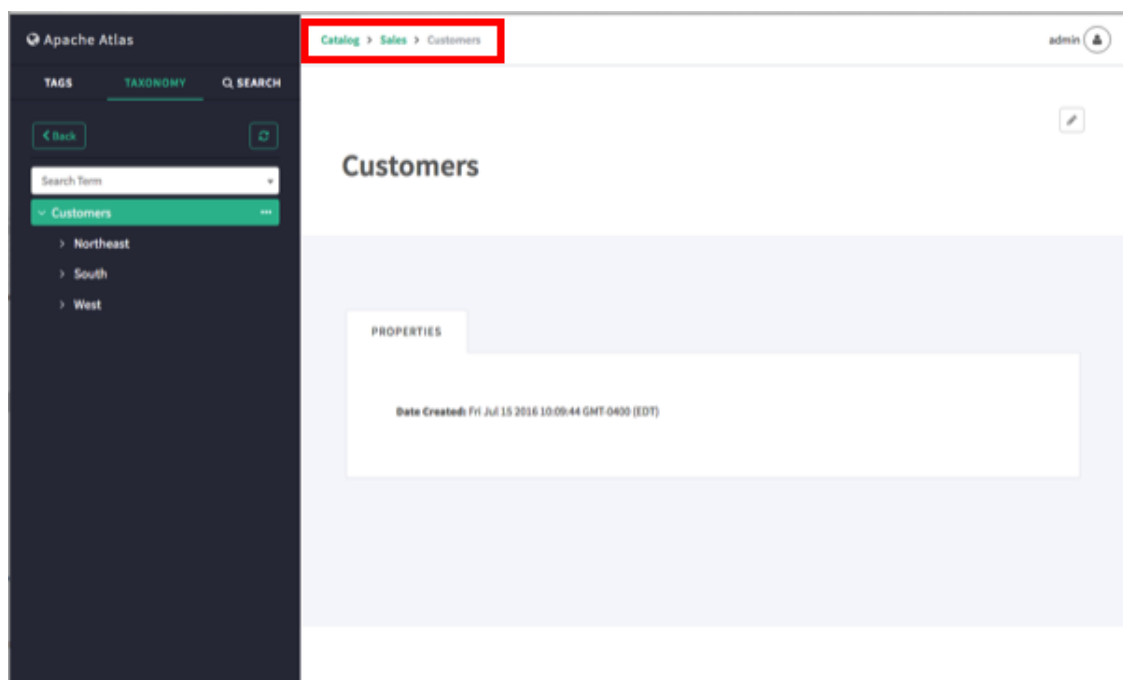 Apache Atlas
Catalog > Sales > Customers
admin
TAGS TAXONOMY SEARCH
Back
Search Term
Customers
Northeast
South
West
Customers
PROPERTIES
Date Created: Fri Jul 15 2016 10:09:44 GMT-0400 (EDT)